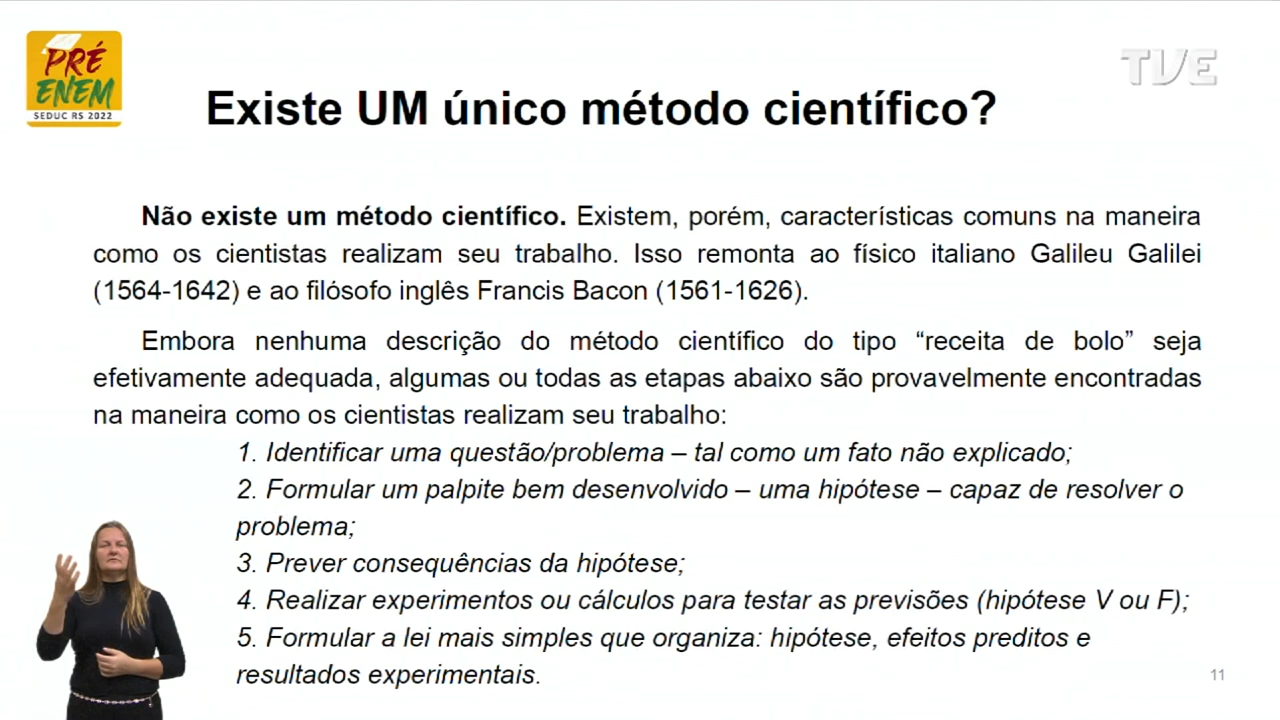 PRÉ
ENEM
SEDUC RS 2022
TVE
Existe UM único método científico?
Não existe um método científico. Existem, porém, características comuns na maneira
como os cientistas realizam seu trabalho. Isso remonta ao físico italiano Galileu Galilei
(1564-1642) e ao filósofo inglês Francis Bacon (1561-1626).
Embora nenhuma descrição do método científico do tipo “receita de bolo” seja
efetivamente adequada, algumas ou todas as etapas abaixo são provavelmente encontradas
na maneira como os cientistas realizam seu trabalho:
1. Identificar uma questão/problema – tal como um fato não explicado;
2. Formular um palpite bem desenvolvido – uma hipótese – capaz de resolver o
problema;
3. Prever consequências da hipótese;
4. Realizar experimentos ou cálculos para testar as previsões (hipótese V ou F);
5. Formular a lei mais simples que organiza: hipótese, efeitos preditos e
resultados experimentais.
11